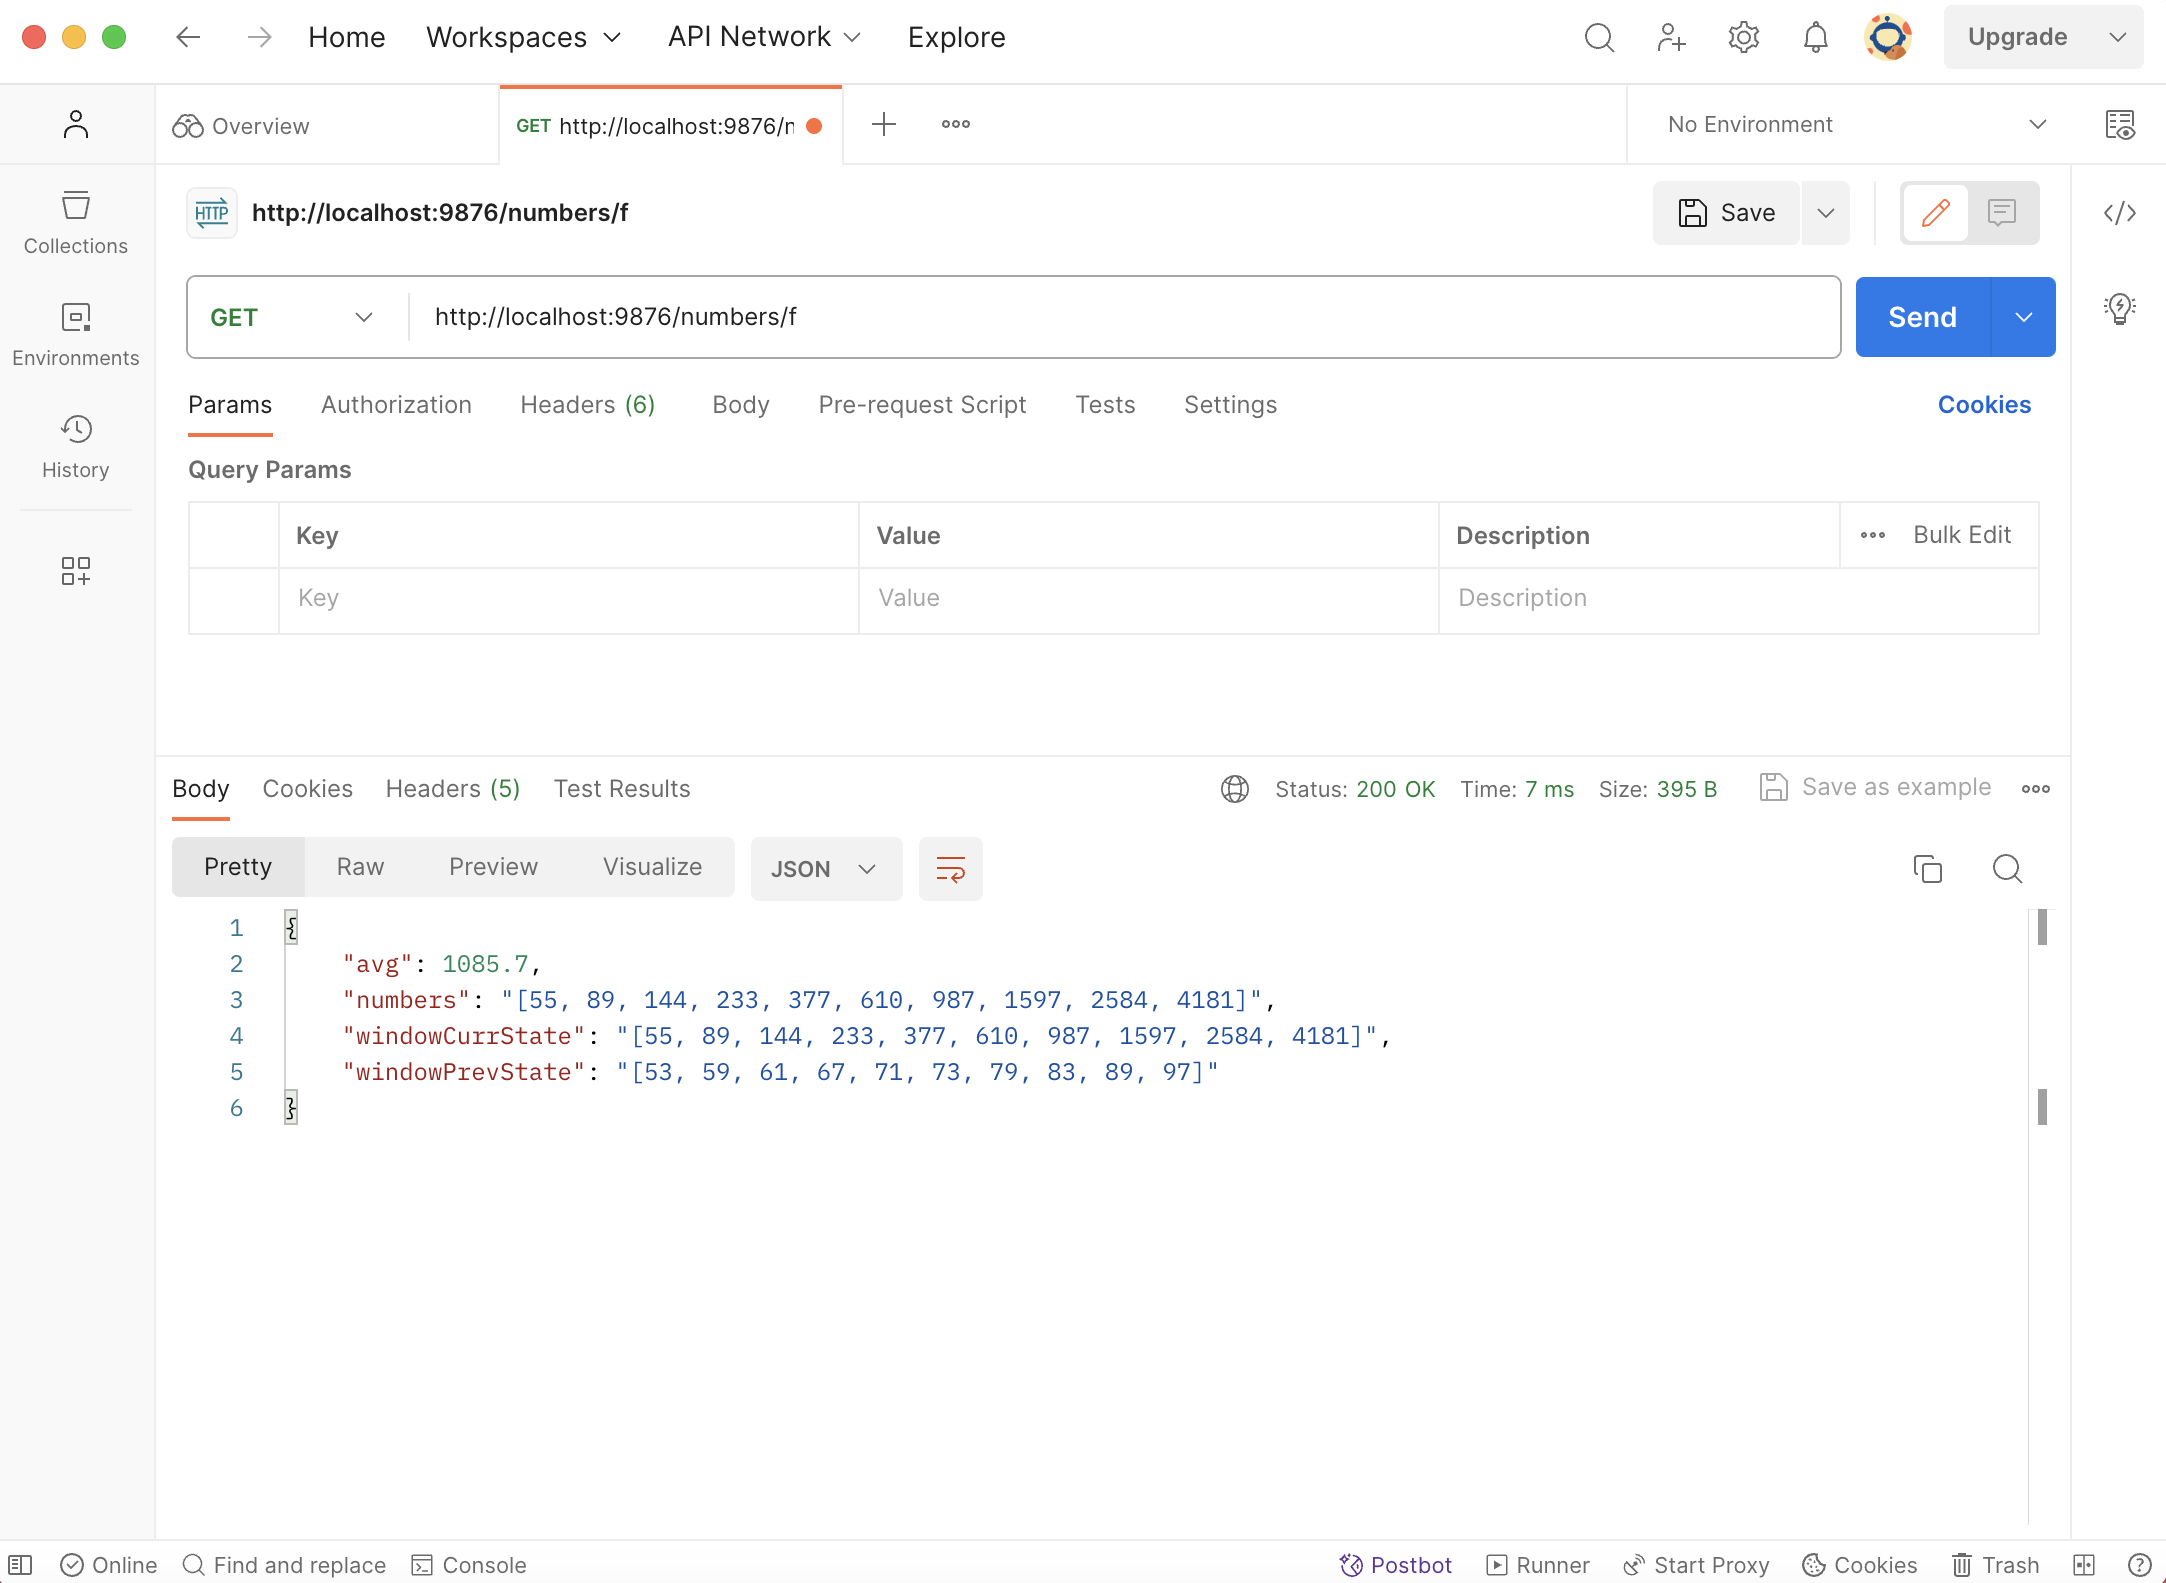 Home Workspaces API Network Explore Upgrade
Overview GET http://localhost:9876/n No Environment
HTTP http://localhost:9876/numbers/f Save
Collections
Environments
History
GET http://localhost:9876/numbers/f Send
Params Authorization Headers (6) Body Pre-request Script Tests Settings Cookies
Query Params
Key Value Description Bulk Edit
Key Value Description
Body Cookies Headers (5) Test Results Status: 200 OK Time: 7 ms Size: 395 B Save as example
Pretty Raw Preview Visualize JSON
1 {
2 "avg": 1085.7,
3 "numbers": "[55, 89, 144, 233, 377, 610, 987, 1597, 2584, 4181]",
4 "windowCurrState": "[55, 89, 144, 233, 377, 610, 987, 1597, 2584, 4181]",
5 "windowPrevState": "[53, 59, 61, 67, 71, 73, 79, 83, 89, 97]"
6 }
Online Find and replace Console Postbot Runner Start Proxy Cookies Trash